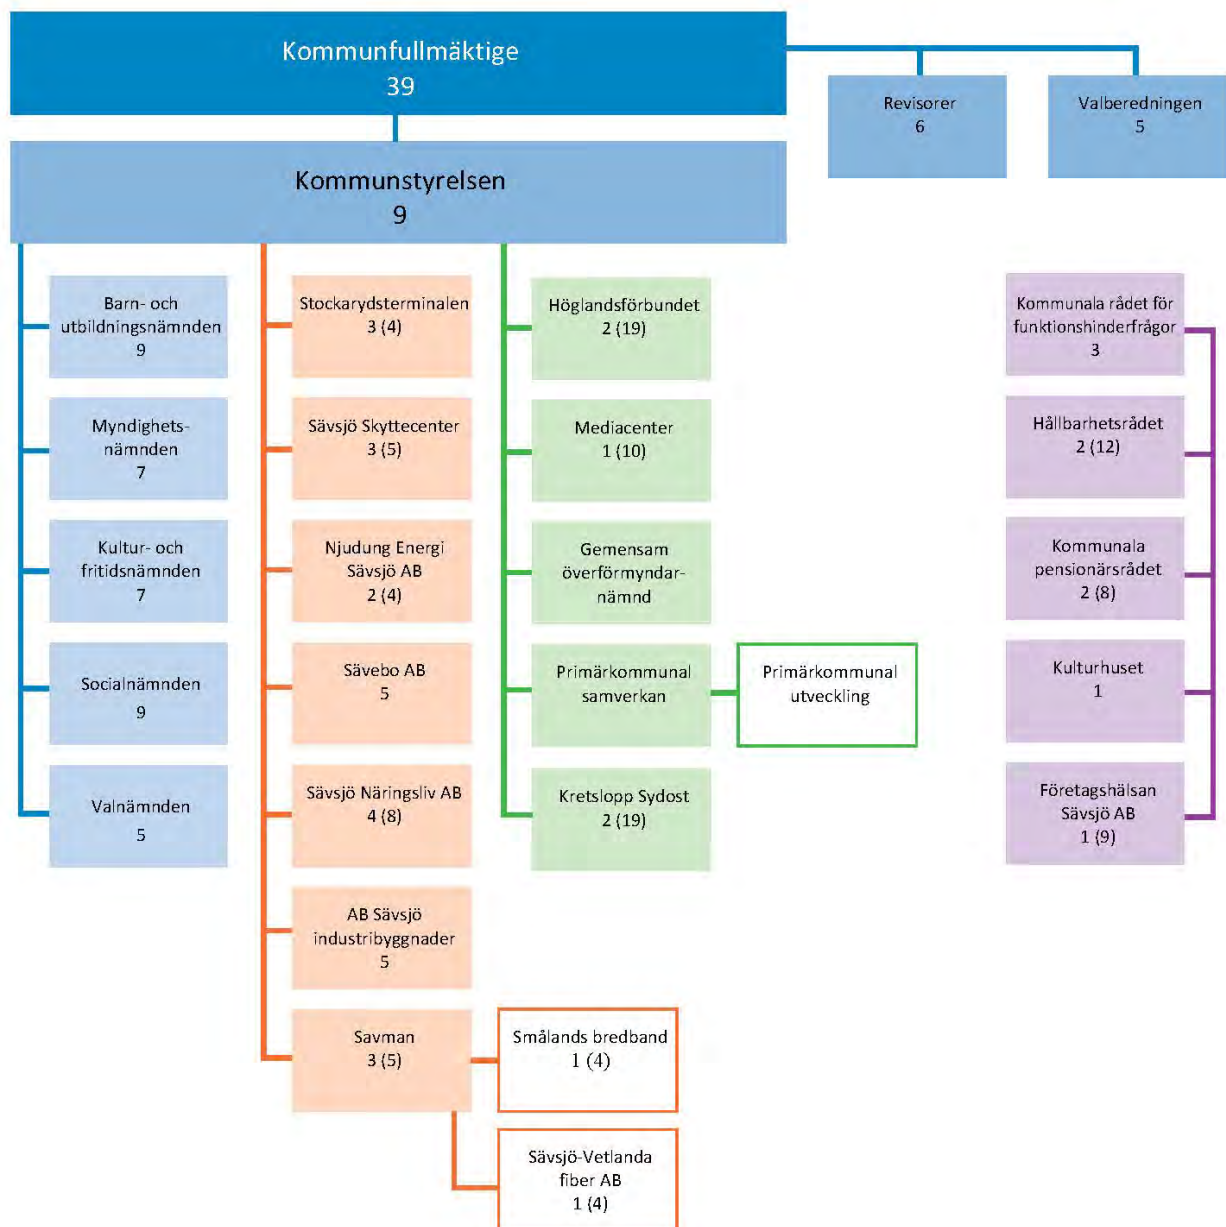 Kommunfullmäktige
39
Revisorer
6
Valberedningen
5
Kommunstyrelsen
9
Barn- och
utbildningsnämnden
9
Myndighets-
nämnden
7
Kultur- och
fritidsnämnden
7
Socialnämnden
9
Valnämnden
5
Stockarydsterminalen
3 (4)
Sävsjö Skyttecenter
3 (5)
Njudung Energi
Sävsjö AB
2 (4)
Sävebo AB
5
Sävsjö Näringsliv AB
4 (8)
AB Sävsjö
industribyggnader
5
Savman
3 (5)
Smålands bredband
1 (4)
Sävsjö-Vetlanda
fiber AB
1 (4)
Höglandsförbundet
2 (19)
Mediacenter
1 (10)
Gemensam
överförmyndar-
nämnd
Primärkommunal
samverkan
Primärkommunal
utveckling
Kretslopp Sydost
2 (19)
Kommunala rådet för
funktionshinderfrågor
3
Hållbarhetsrådet
2 (12)
Kommunala
pensionärsrådet
2 (8)
Kulturhuset
1
Företagshälsan
Sävsjö AB
1 (9)